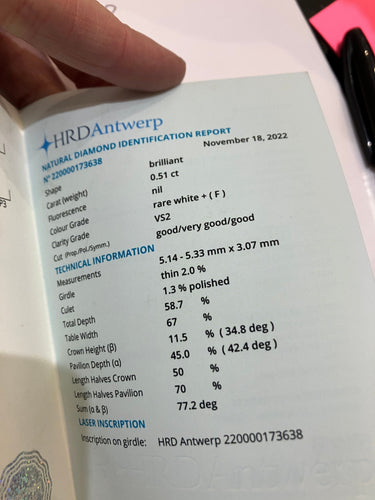 HRDAntwerp
NATURAL DIAMOND IDENTIFICATION REPORT
N° 220000173638 November 18, 2022
Shape brilliant
Carat (weight) 0.51 ct
Fluorescence nil
Colour Grade rare white + ( F )
Clarity Grade VS2
Cut (Prop./Pol./Symm.) good/very good/good
TECHNICAL INFORMATION
Measurements 5.14 - 5.33 mm x 3.07 mm
Girdle thin 2.0 %
Culet 1.3 % polished
Total Depth 58.7 %
Table Width 67 %
Crown Height (β) 11.5 % ( 34.8 deg )
Pavilion Depth (α) 45.0 % ( 42.4 deg )
Length Halves Crown 50 %
Length Halves Pavilion 70 %
Sum (α & β) 77.2 deg
LASER INSCRIPTION
Inscription on girdle: HRD Antwerp 220000173638
HRDAntwerp